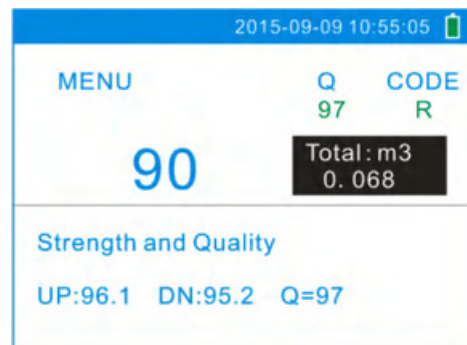 2015-09-09 10:55:05
MENU Q CODE
97 R
90
Total:m3
0.068
Strength and Quality
UP:96.1 DN:95.2 Q=97